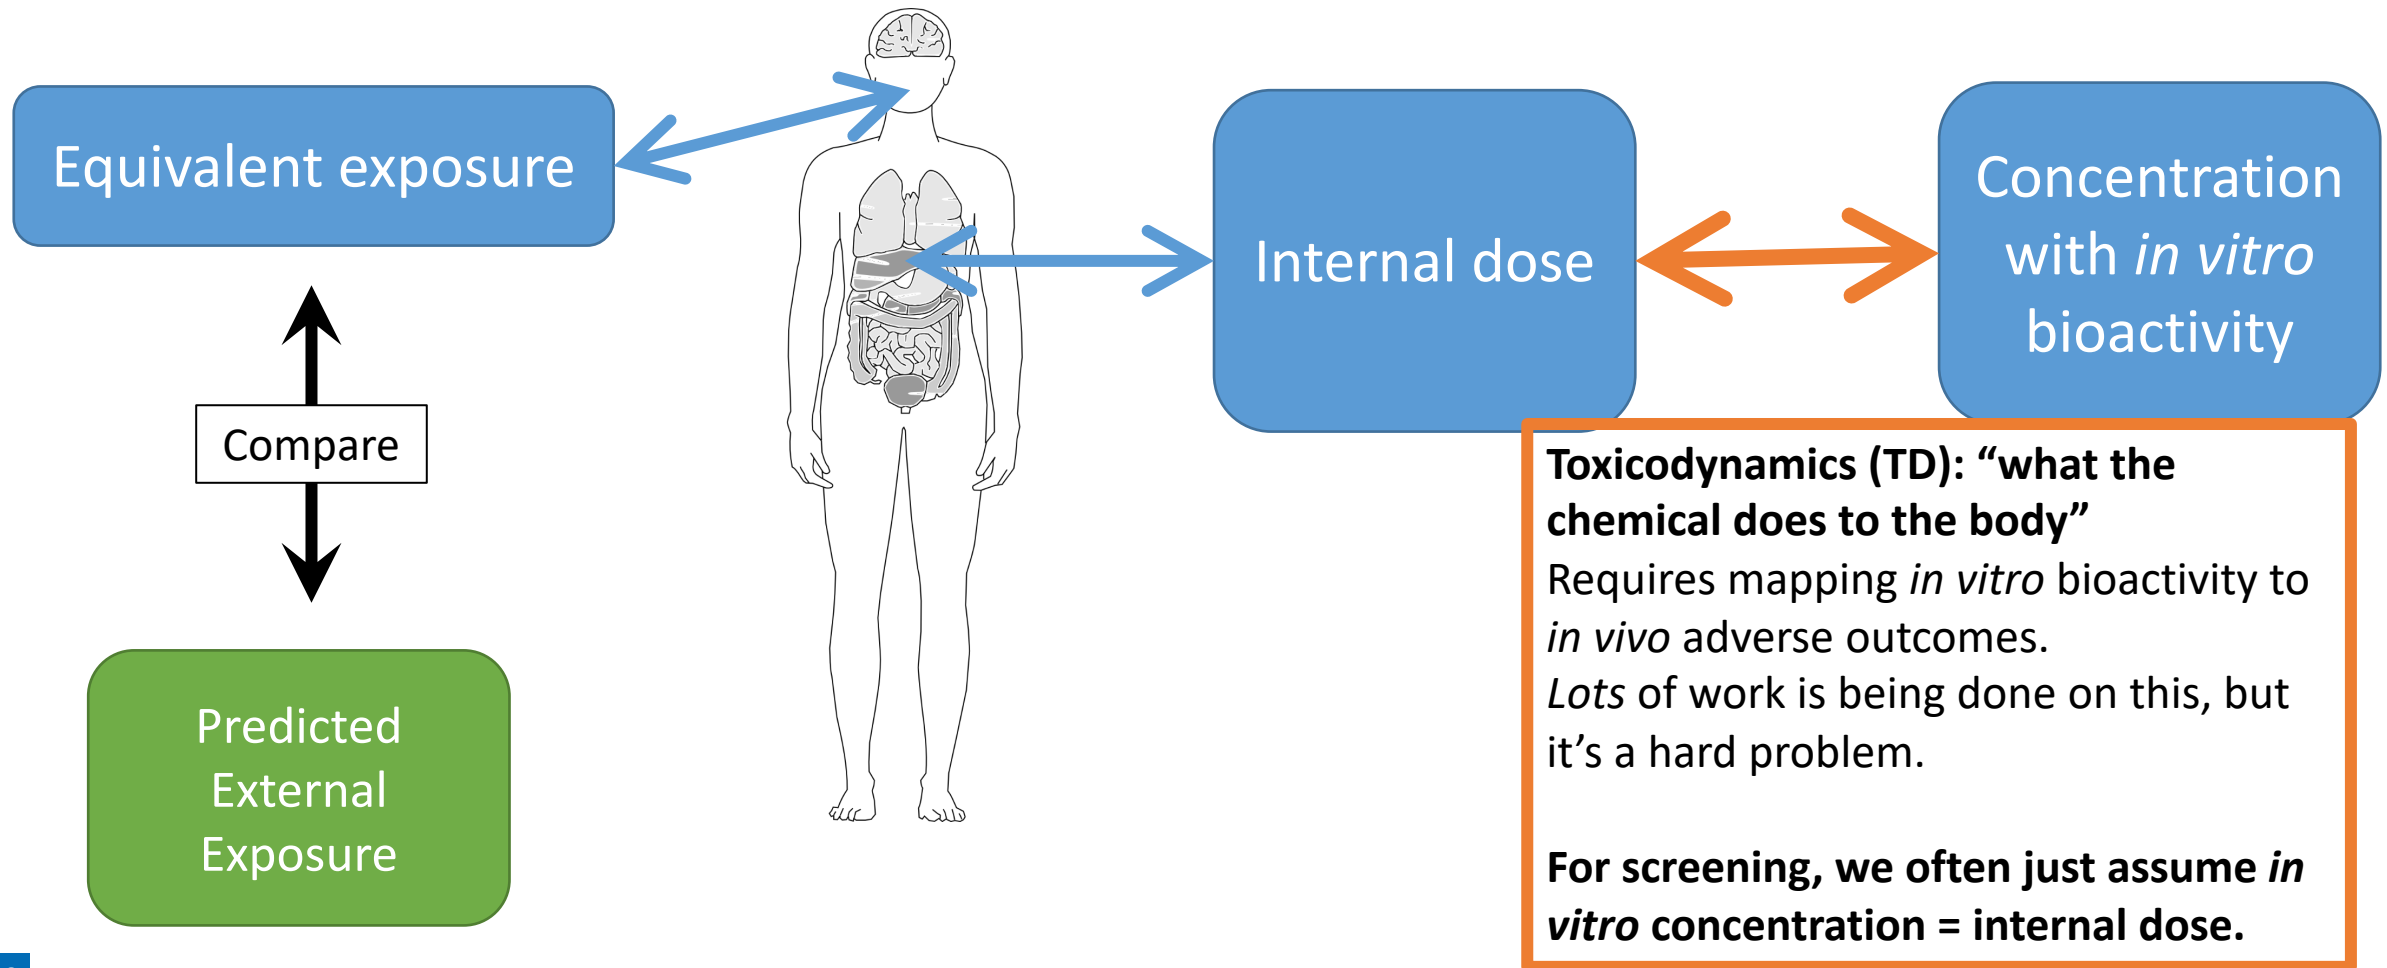 Equivalent exposure
Compare
Predicted
External
Exposure
Internal dose
Concentration
with in vitro
bioactivity
Toxicodynamics (TD): “what the
chemical does to the body”
Requires mapping in vitro bioactivity to
in vivo adverse outcomes.
Lots of work is being done on this, but
it’s a hard problem.
For screening, we often just assume in
vitro concentration = internal dose.